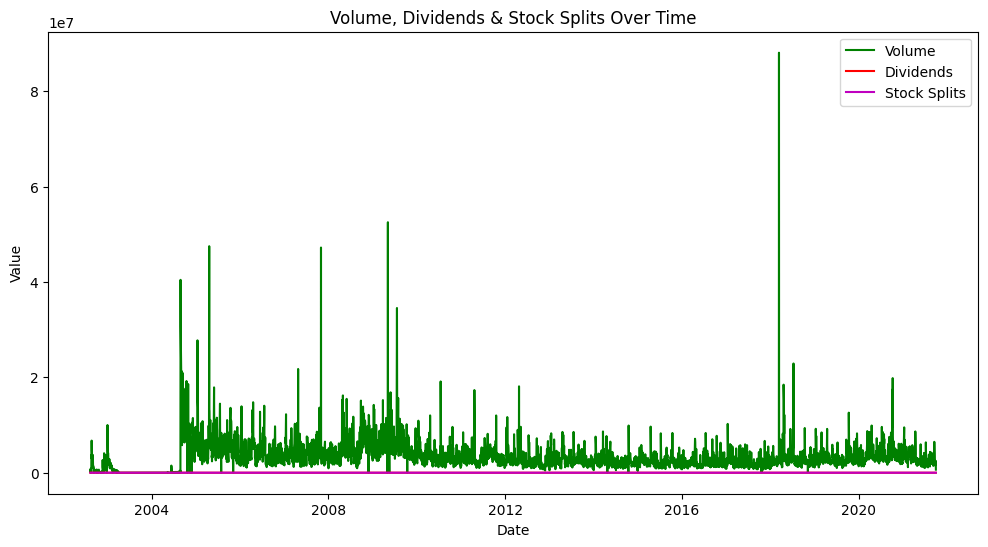 Volume, Dividends & Stock Splits Over Time
1e7
Volume
Dividends
Stock Splits
8
6
4
2
0
Value
2004
2008
2012
2016
2020
Date